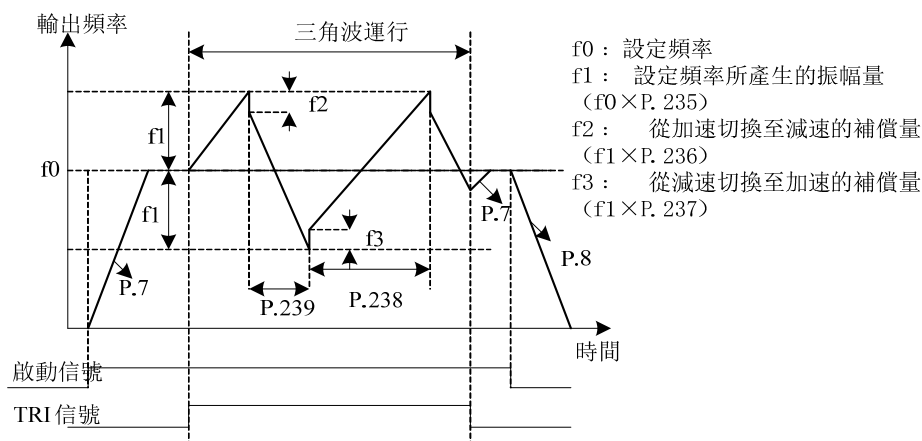 輸出頻率
三角波運行
f2
f1
f0
f1
f3
P.7
P.7
P.8
P.239
P.238
時間
啟動信號
TRI信號
f0：設定頻率
f1： 設定頻率所產生的振幅量
（f0×P.235）
f2： 從加速切換至減速的補償量
（f1×P.236）
f3： 從減速切換至加速的補償量
（f1×P.237）